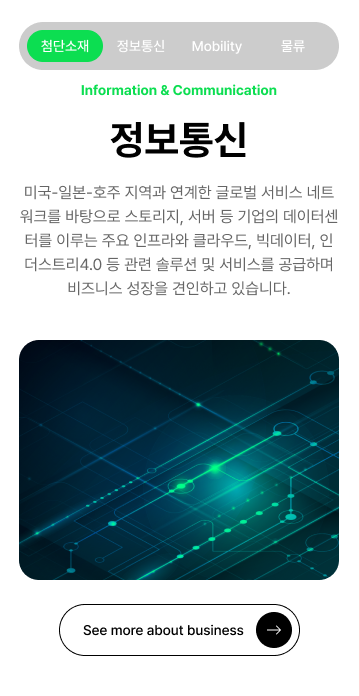 첨단소재 정보통신 Mobility 물류
Information & Communication
정보통신
미국-일본-호주 지역과 연계한 글로벌 서비스 네트
워크를 바탕으로 스토리지, 서버 등 기업의 데이터센
터를 이루는 주요 인프라와 클라우드, 빅데이터, 인
더스트리4.0 등 관련 솔루션 및 서비스를 공급하며
비즈니스 성장을 견인하고 있습니다.
See more about business